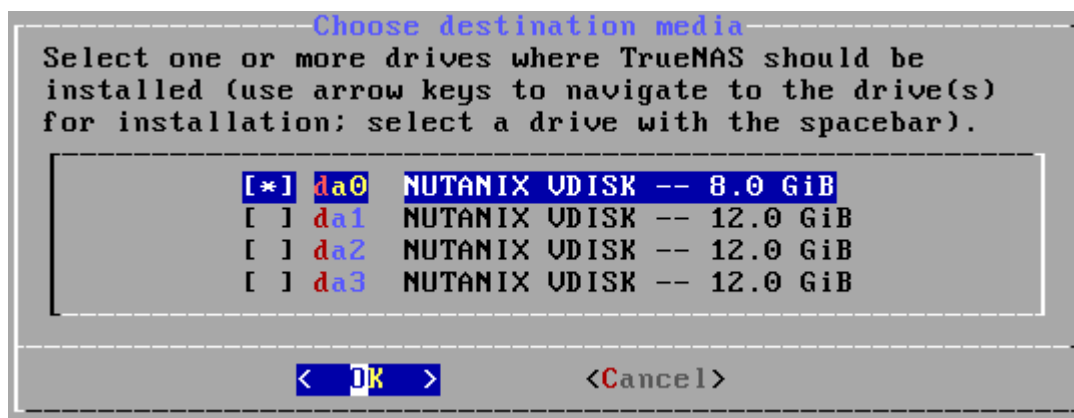 Choose destination media
Select one or more drives where TrueNAS should be
installed (use arrow keys to navigate to the drive(s)
for installation; select a drive with the spacebar).
[*] da0 NUTANIX VDISK -- 8.0 GiB
[ ] da1 NUTANIX VDISK -- 12.0 GiB
[ ] da2 NUTANIX VDISK -- 12.0 GiB
[ ] da3 NUTANIX VDISK -- 12.0 GiB
< OK > <Cancel>